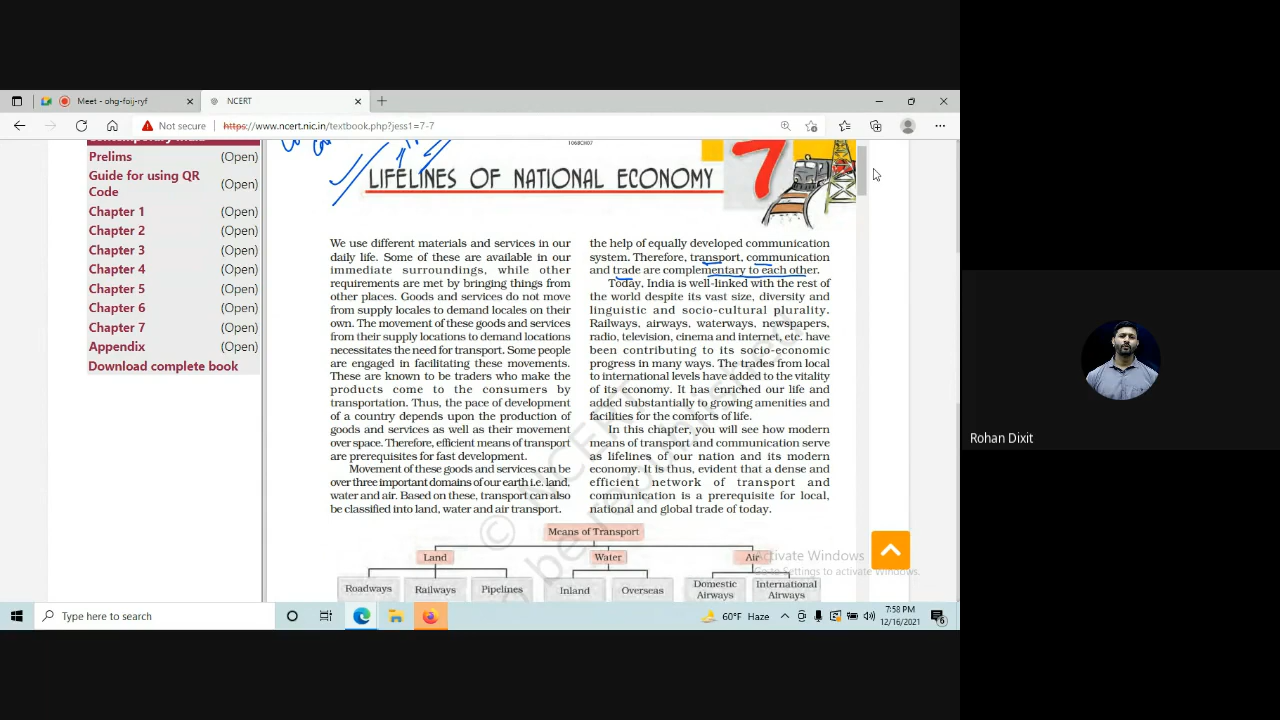 Meet - ohg-foij-ryf
NCERT
Not secure
https://www.ncert.nic.in/textbook.php?jess1=7-7
Prelims (Open)
Guide for using QR Code (Open)
Chapter 1 (Open)
Chapter 2 (Open)
Chapter 3 (Open)
Chapter 4 (Open)
Chapter 5 (Open)
Chapter 6 (Open)
Chapter 7 (Open)
Appendix (Open)
Download complete book
1068CH07
LIFELINES OF NATIONAL ECONOMY
7
We use different materials and services in our
daily life. Some of these are available in our
immediate surroundings, while other
requirements are met by bringing things from
other places. Goods and services do not move
from supply locales to demand locales on their
own. The movement of these goods and services
from their supply locations to demand locations
necessitates the need for transport. Some people
are engaged in facilitating these movements.
These are known to be traders who make the
products come to the consumers by
transportation. Thus, the pace of development
of a country depends upon the production of
goods and services as well as their movement
over space. Therefore, efficient means of transport
are prerequisites for fast development.
Movement of these goods and services can be
over three important domains of our earth i.e. land,
water and air. Based on these, transport can also
be classified into land, water and air transport.
the help of equally developed communication
system. Therefore, transport, communication
and trade are complementary to each other.
Today, India is well-linked with the rest of
the world despite its vast size, diversity and
linguistic and socio-cultural plurality.
Railways, airways, waterways, newspapers,
radio, television, cinema and internet, etc. have
been contributing to its socio-economic
progress in many ways. The trades from local
to international levels have added to the vitality
of its economy. It has enriched our life and
added substantially to growing amenities and
facilities for the comforts of life.
In this chapter, you will see how modern
means of transport and communication serve
as lifelines of our nation and its modern
economy. It is thus, evident that a dense and
efficient network of transport and
communication is a prerequisite for local,
national and global trade of today.
© NCERT
Means of Transport
Land
Water
Air
Roadways
Railways
Pipelines
Inland
Overseas
Domestic Airways
International Airways
Activate Windows
Go to Settings to activate Windows.
Rohan Dixit
Type here to search
60°F Haze
7:58 PM
12/16/2021
6